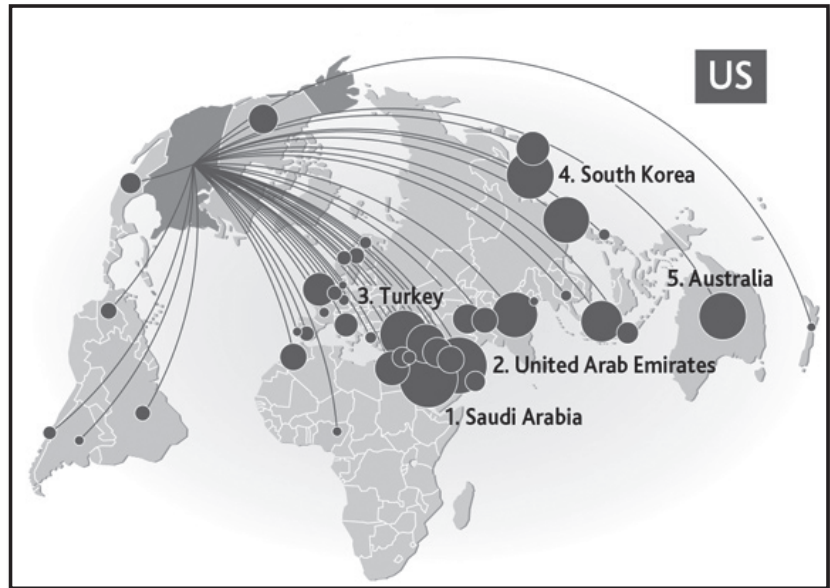 US
4. South Korea
5. Australia
3. Turkey
2. United Arab Emirates
1. Saudi Arabia